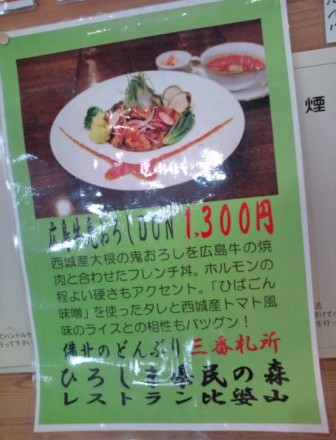 広島牛鬼おろしDON 1,300円
西城産大根の鬼おろしを広島牛の焼
肉と合わせたフレンチ丼。ホルモンの
程よい硬さもアクセント。「ひばごん
味噌」を使ったタレと西城産トマト風
味のライスとの相性もバツグン!
備北のどんぶり 三番札所
ひろしま県民の森
レストラン比婆山
煙